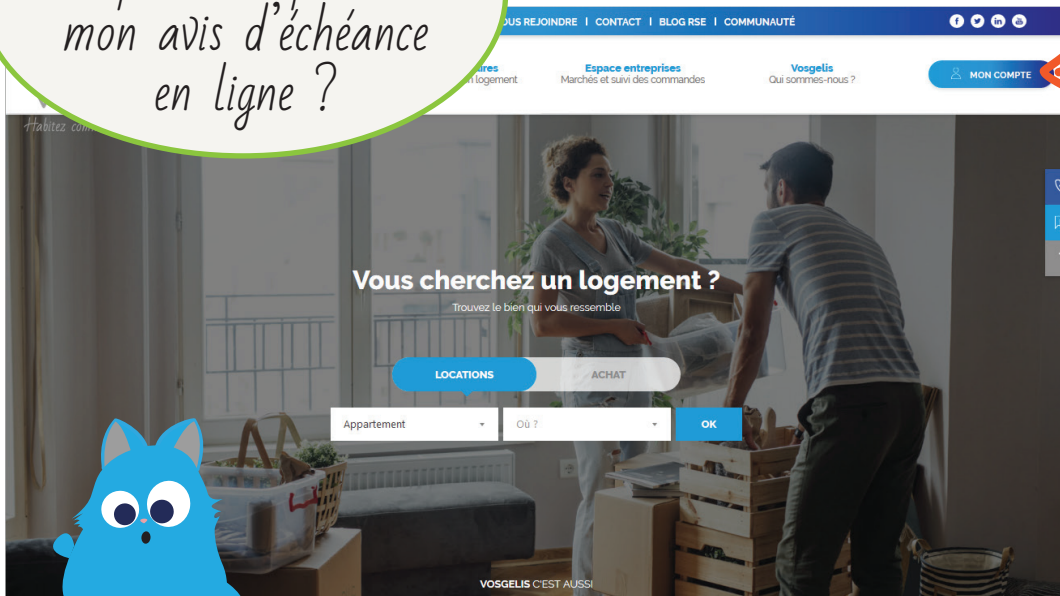 mon avis d'échéance
en ligne ?
REJOINDRE | CONTACT | BLOG RSE | COMMUNAUTÉ
Espace entreprises
Marchés et suivi des commandes
Vosgelis
Qui sommes-nous ?
MON COMPTE
logement
Habitez
Vous cherchez un logement ?
Trouvez le bien qui vous ressemble
LOCATIONS
ACHAT
Appartement
Où ?
OK
VOSGELIS C'EST AUSSI